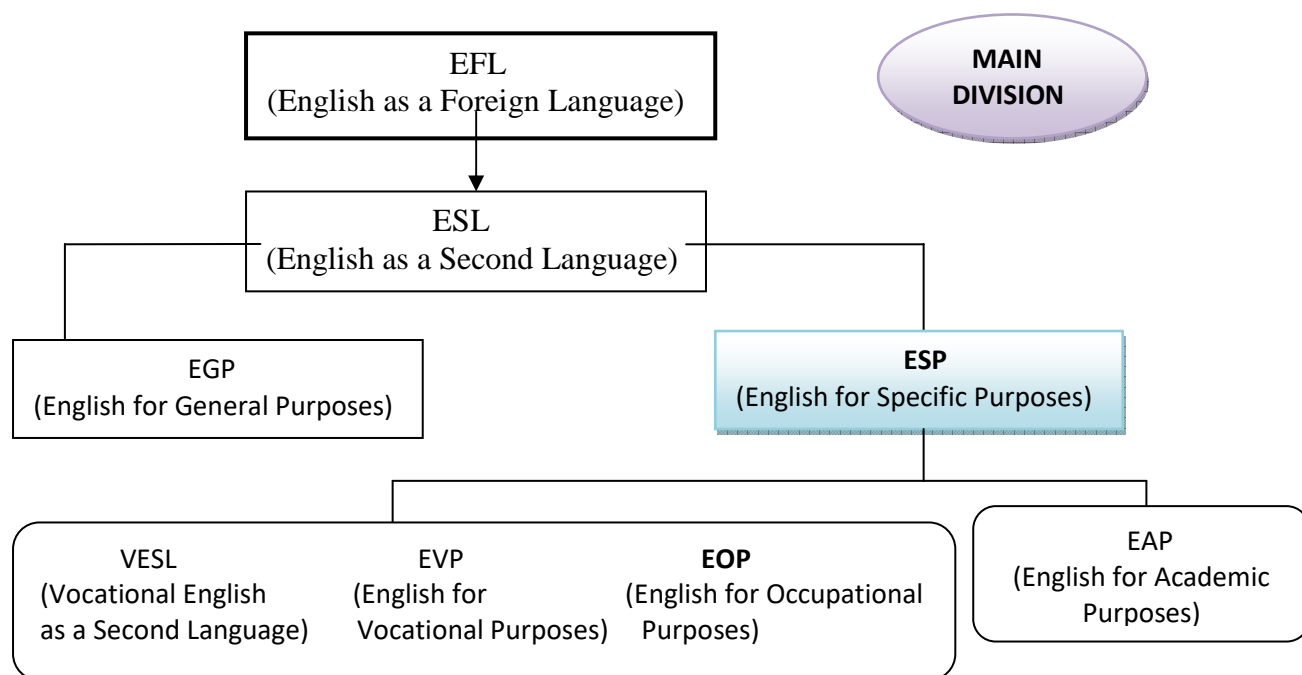 EFL
(English as a Foreign Language)
MAIN
DIVISION
ESL
(English as a Second Language)
EGP
(English for General Purposes)
ESP
(English for Specific Purposes)
VESL
(Vocational English
as a Second Language)
EVP
(English for
Vocational Purposes)
EOP
(English for Occupational
Purposes)
EAP
(English for Academic
Purposes)